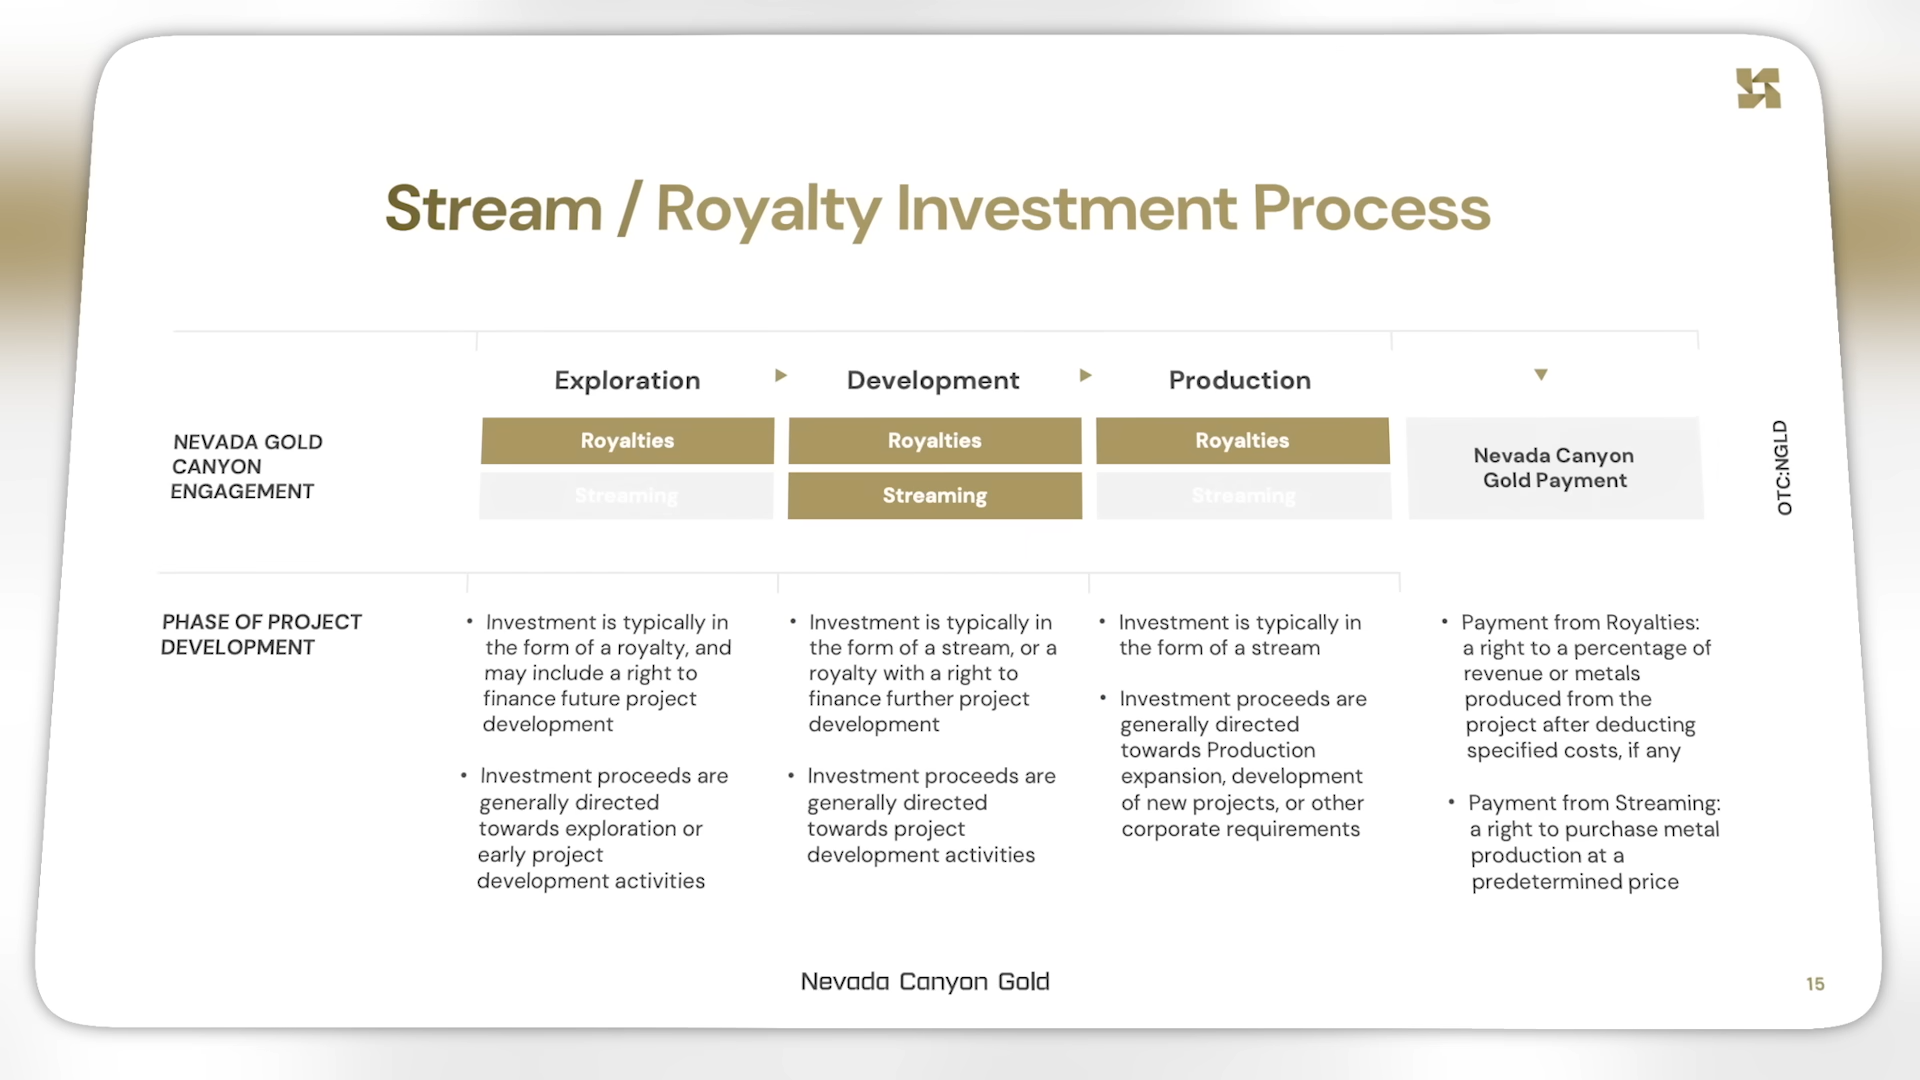 Stream / Royalty Investment Process
Exploration
Development
Production
NEVADA GOLD
CANYON
ENGAGEMENT
Royalties
Royalties
Royalties
Streaming
Streaming
Streaming
Nevada Canyon
Gold Payment
OTC:NGLD
PHASE OF PROJECT
DEVELOPMENT
• Investment is typically in
the form of a royalty, and
may include a right to
finance future project
development
• Investment proceeds are
generally directed
towards exploration or
early project
development activities
• Investment is typically in
the form of a stream, or a
royalty with a right to
finance further project
development
• Investment proceeds are
generally directed
towards project
development activities
• Investment is typically in
the form of a stream
• Investment proceeds are
generally directed
towards Production
expansion, development
of new projects, or other
corporate requirements
• Payment from Royalties:
a right to a percentage of
revenue or metals
produced from the
project after deducting
specified costs, if any
• Payment from Streaming:
a right to purchase metal
production at a
predetermined price
Nevada Canyon Gold
15